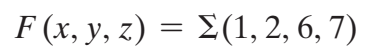 F(x, y, z) = Σ(1, 2, 6, 7)